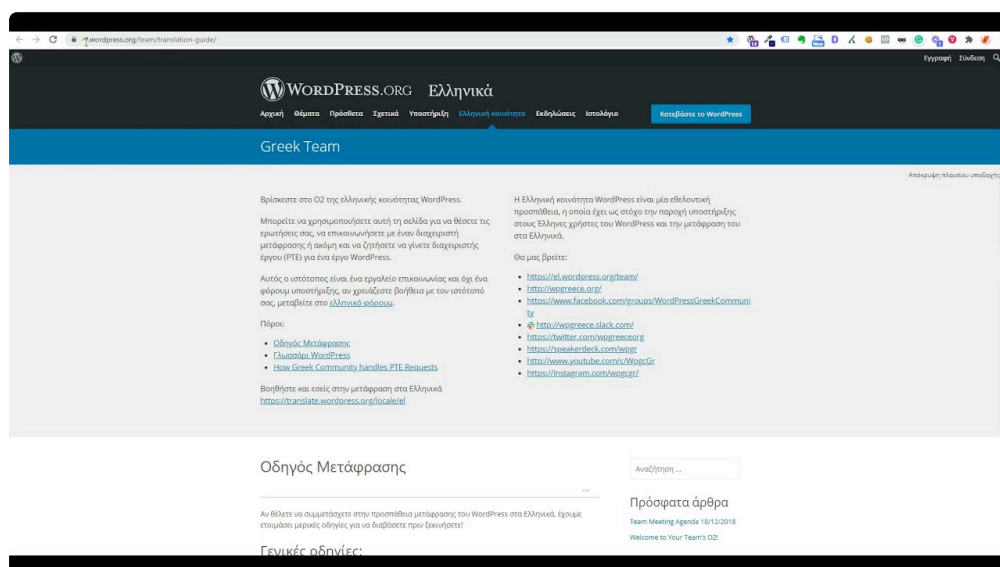 wordpress.org/team/translation-guide/
Εγγραφή Σύνδεση
WORDPRESS.ORG Ελληνικά
Αρχική Θέματα Πρόσθετα Σχετικά Υποστήριξη Ελληνική κοινότητα Εκδηλώσεις Ιστολόγιο Κατεβάστε το WordPress
Greek Team
Απόκρυψη πλαισίου υποδοχής
Βρίσκεστε στο O2 της ελληνικής κοινότητας WordPress.
Μπορείτε να χρησιμοποιήσετε αυτή τη σελίδα για να θέσετε τις
ερωτήσεις σας, να επικοινωνήσετε με έναν διαχειριστή
μετάφρασης ή ακόμη και να ζητήσετε να γίνετε διαχειριστής
έργου (PTE) για ένα έργο WordPress.
Αυτός ο ιστότοπος είναι ένα εργαλείο επικοινωνίας και όχι ένα
φόρουμ υποστήριξης, αν χρειάζεστε βοήθεια με τον ιστότοπό
σας, μεταβείτε στο ελληνικό φόρουμ.
Πόροι:
Οδηγός Μετάφρασης
Γλωσσάρι WordPress
How Greek Community handles PTE Requests
Βοηθήστε και εσείς στην μετάφραση στα Ελληνικά
https://translate.wordpress.org/locale/el
Η Ελληνική κοινότητα WordPress είναι μία εθελοντική
προσπάθεια, η οποία έχει ως στόχο την παροχή υποστήριξης
στους Έλληνες χρήστες του WordPress και την μετάφραση του
στα Ελληνικά.
Θα μας βρείτε:
https://el.wordpress.org/team/
http://wpgreece.org/
https://www.facebook.com/groups/WordPressGreekCommuni
ty
http://wpgreece.slack.com/
https://twitter.com/wpgreeceorg
https://speakerdeck.com/wpgr
http://www.youtube.com/c/WpgcGr
https://instagram.com/wpgcgr/
Οδηγός Μετάφρασης
Αν θέλετε να συμμετάσχετε στην προσπάθεια μετάφρασης του WordPress στα Ελληνικά, έχουμε
ετοιμάσει μερικές οδηγίες για να διαβάσετε πριν ξεκινήσετε!
Γενικές οδηγίες:
Αναζήτηση ...
Πρόσφατα άρθρα
Team Meeting Agenda 18/12/2018
Welcome to Your Team's O2!